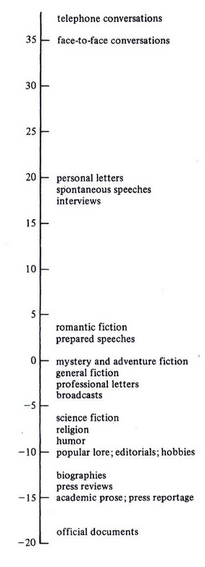 telephone conversations
35 face-to-face conversations
30
25
20 personal letters
spontaneous speeches
interviews
15
10
5
romantic fiction
prepared speeches
0 mystery and adventure fiction
general fiction
professional letters
broadcasts
−5
science fiction
religion
humor
−10 popular lore; editorials; hobbies
biographies
press reviews
−15 academic prose; press reportage
official documents
−20